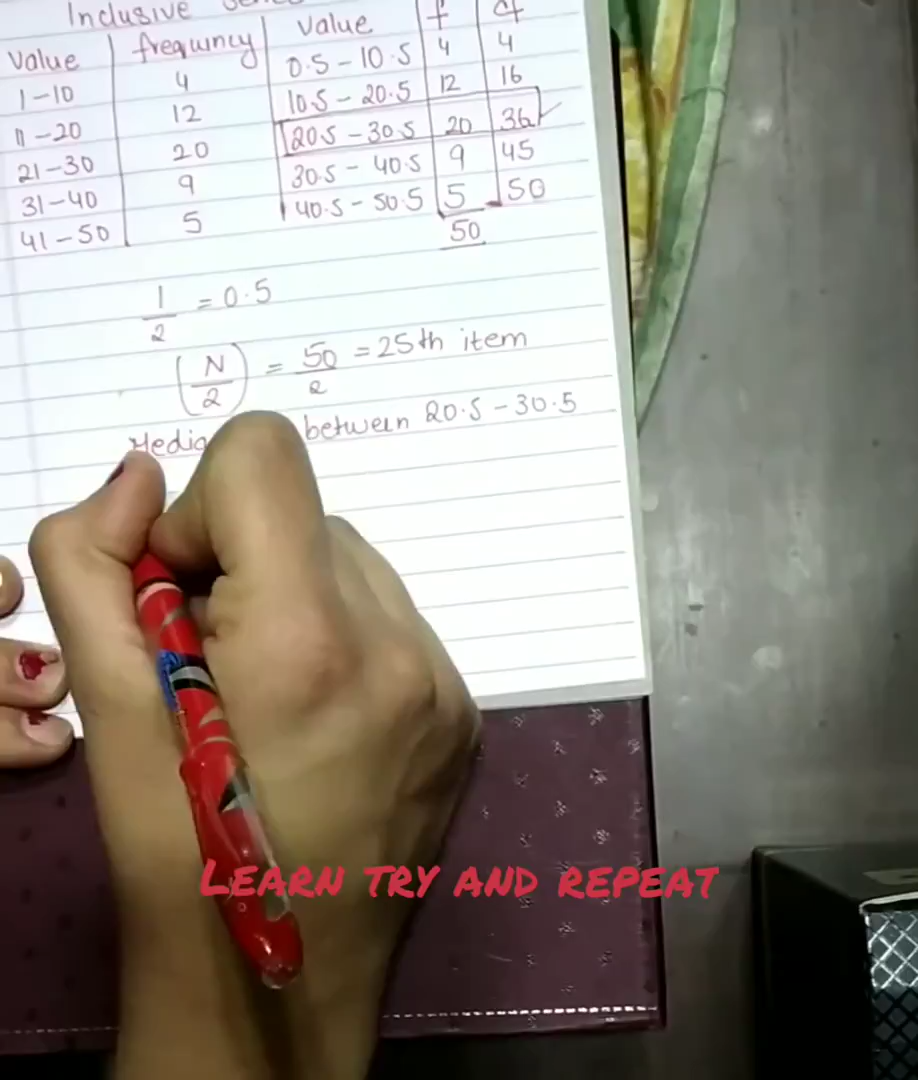 Inclusive
Value | frequncy | Value | f | cf
1-10 | 4 | 0.5-10.5 | 4 | 4
11-20 | 12 | 10.5-20.5 | 12 | 16
21-30 | 20 | 20.5-30.5 | 20 | 36
31-40 | 9 | 30.5-40.5 | 9 | 45
41-50 | 5 | 40.5-50.5 | 5 | 50
50
1/2 = 0.5
(N/2) = 50/2 = 25th item
between 20.5-30.5
LEARN TRY AND REPEAT